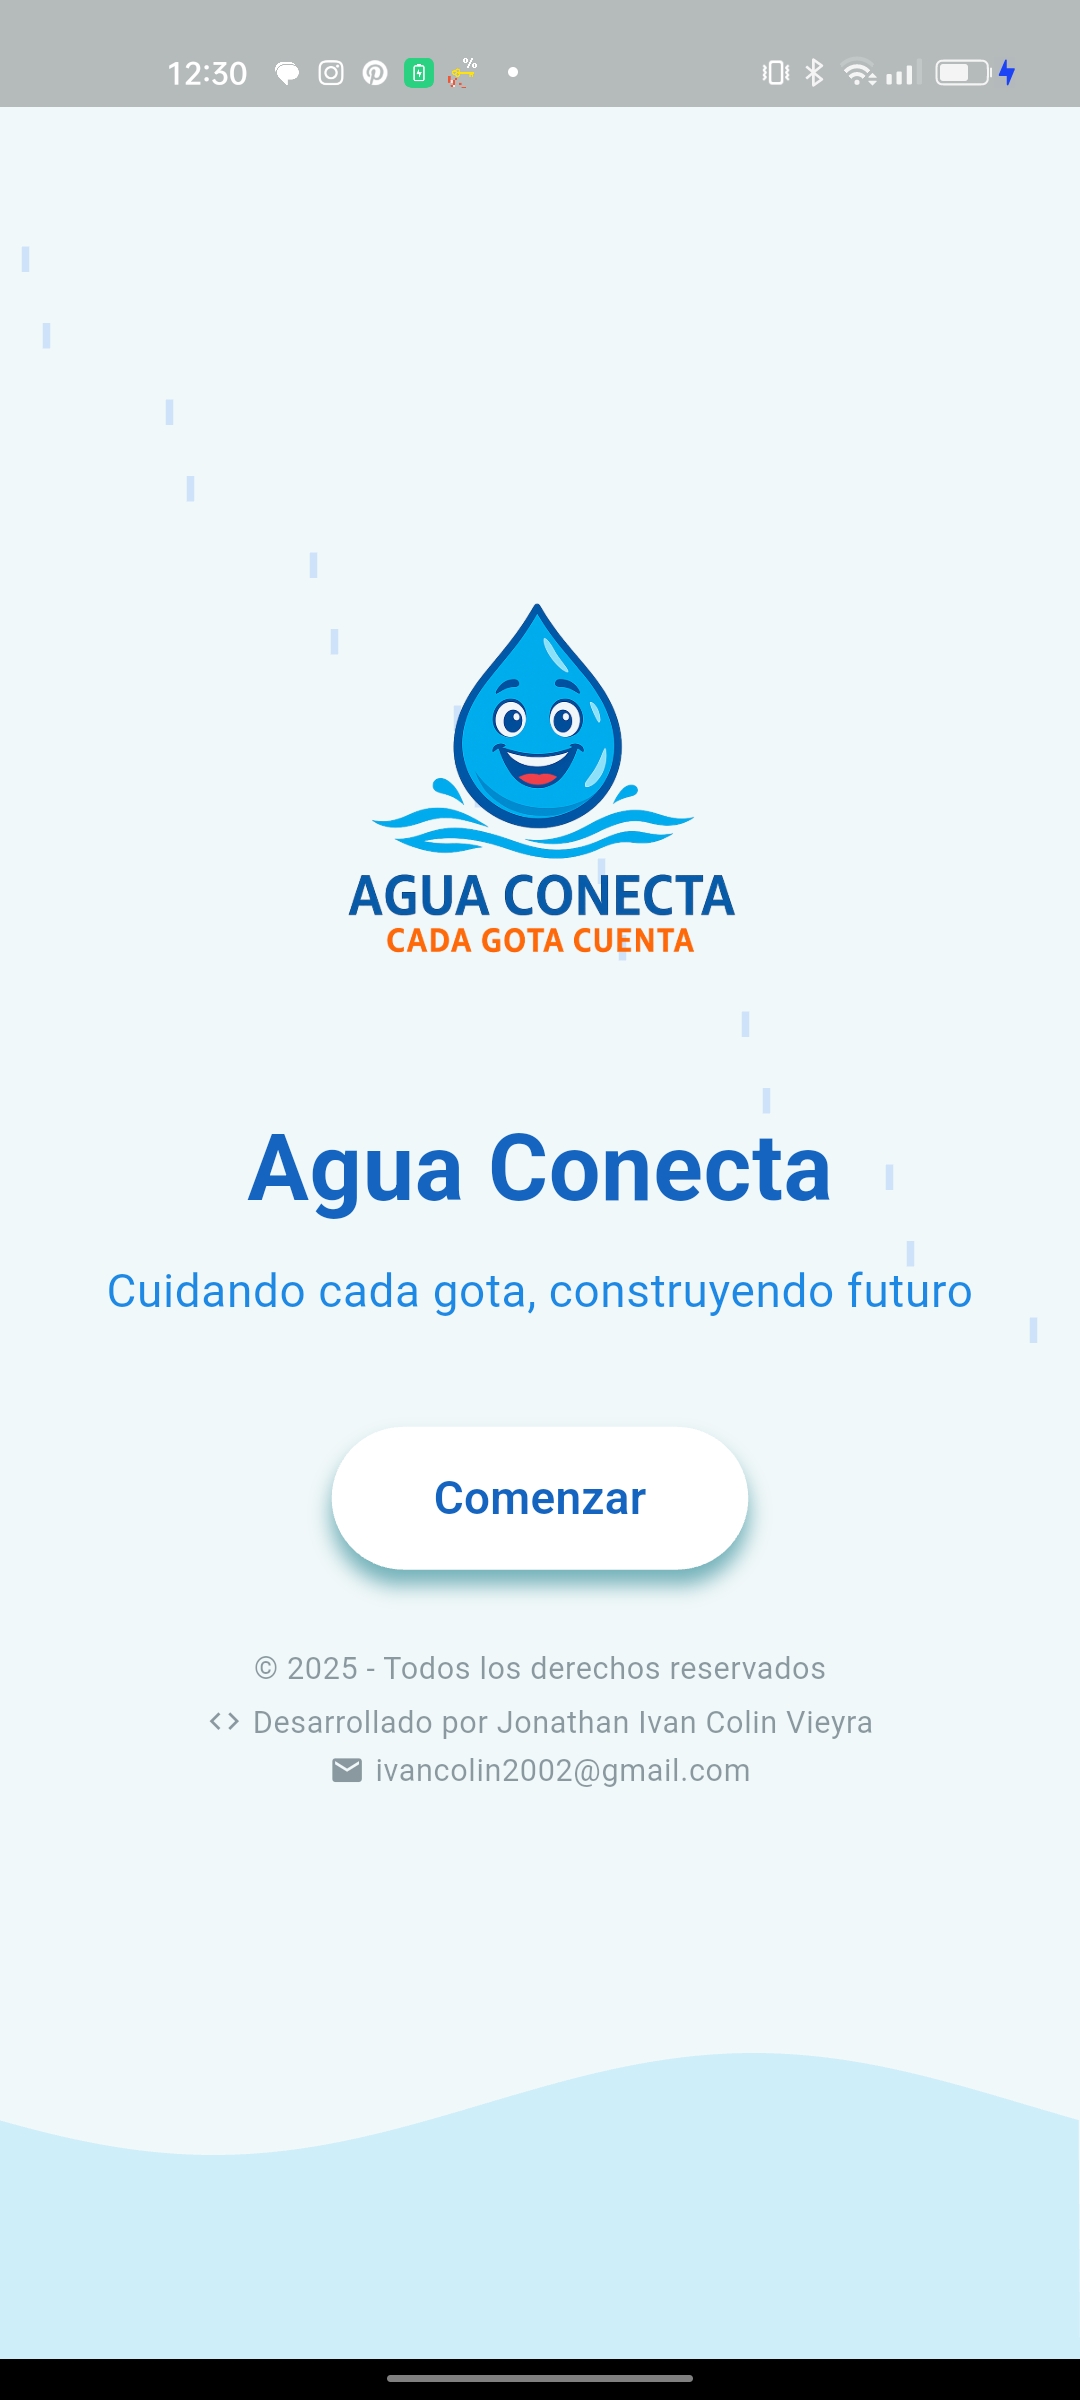 12:30
AGUA CONECTA
CADA GOTA CUENTA
Agua Conecta
Cuidando cada gota, construyendo futuro
Comenzar
© 2025 - Todos los derechos reservados
<> Desarrollado por Jonathan Ivan Colin Vieyra
ivancolin2002@gmail.com